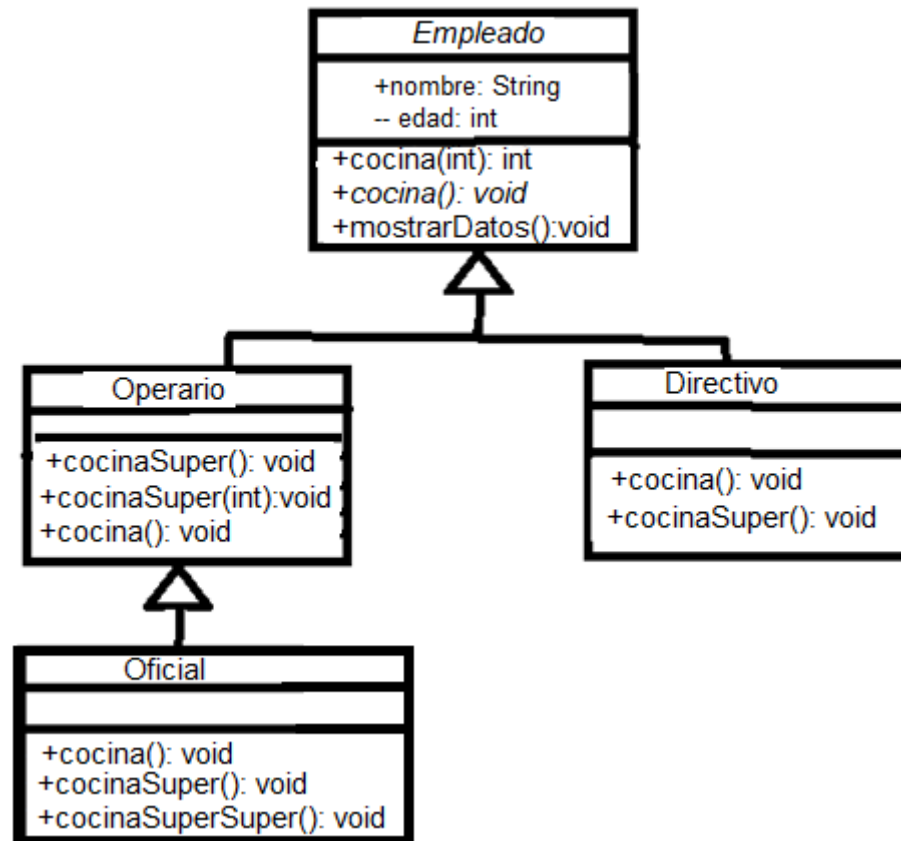 Empleado
+nombre: String
-- edad: int
+cocina(int): int
+cocina(): void
+mostrarDatos():void
Operario
+cocinaSuper(): void
+cocinaSuper(int):void
+cocina(): void
Directivo
+cocina(): void
+cocinaSuper(): void
Oficial
+cocina(): void
+cocinaSuper(): void
+cocinaSuperSuper(): void